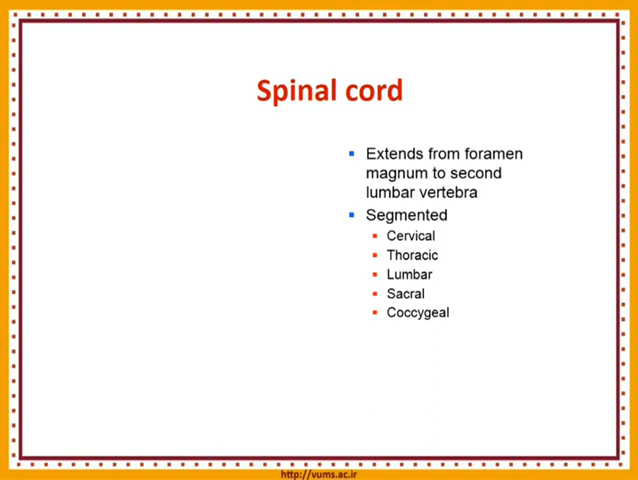 Spinal cord
Extends from foramen
magnum to second
lumbar vertebra
Segmented
Cervical
Thoracic
Lumbar
Sacral
Coccygeal
http://vums.ac.ir